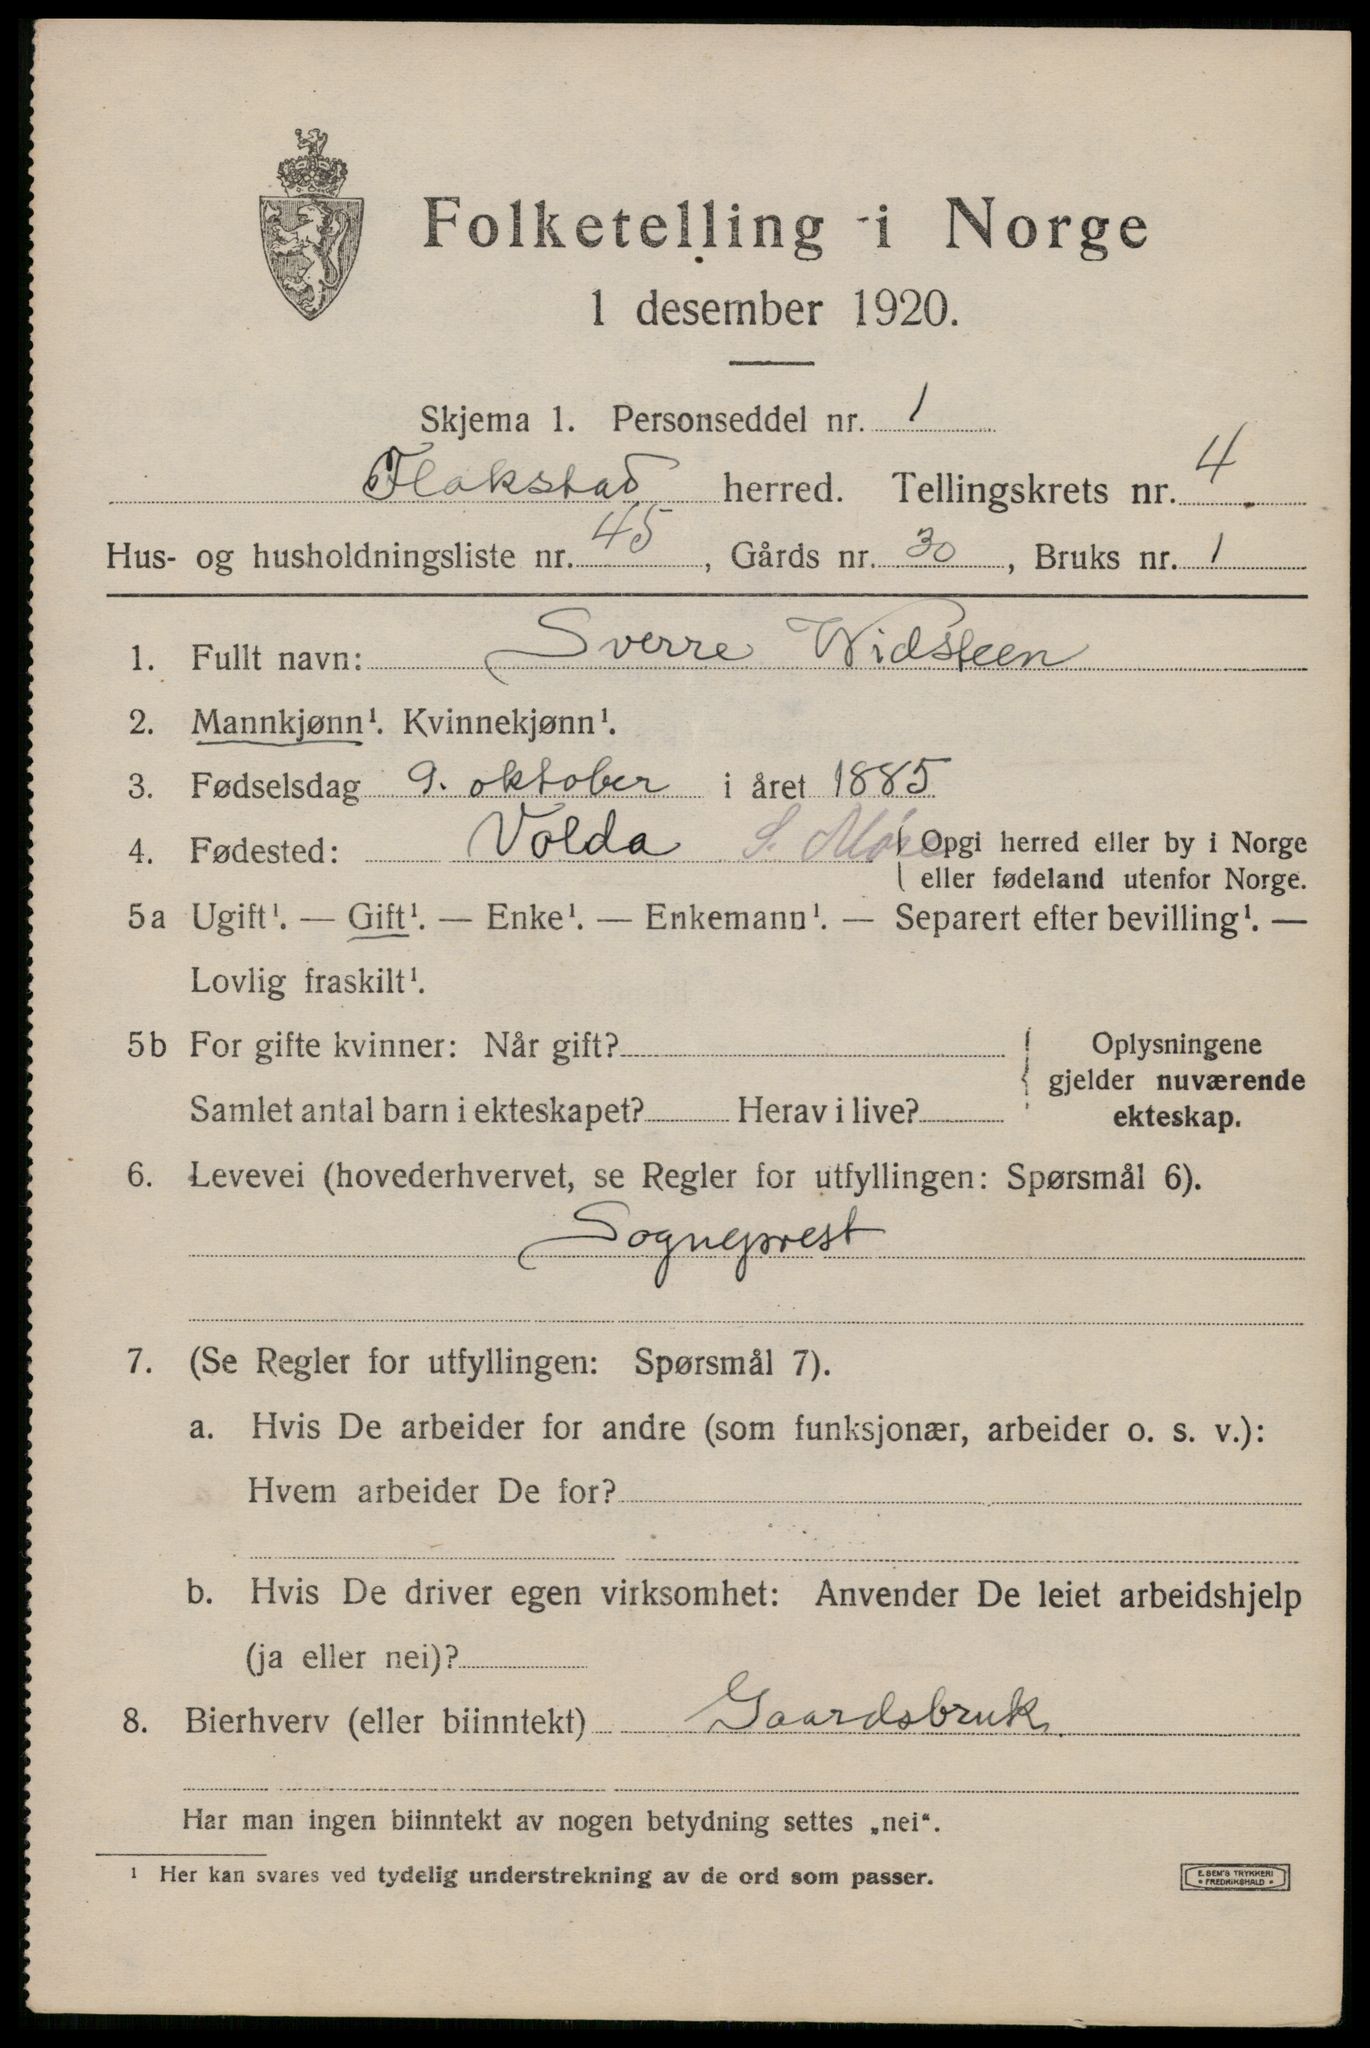 Folketelling i Norge
1 desember 1920.
Skjema 1. Personseddel nr. 1
Flakstad herred. Tellingskrets nr. 4
Hus- og husholdningsliste nr. 45, Gårds nr. 30, Bruks nr. 1
1. Fullt navn: Sverre Widsteen
2. Mannkjønn¹. Kvinnekjønn¹.
3. Fødselsdag 9. oktober i året 1885
4. Fødested: Volda S. Møre { Opgi herred eller by i Norge
eller fødeland utenfor Norge.
5a Ugift¹. — Gift¹. — Enke¹. — Enkemann¹. — Separert efter bevilling¹. —
Lovlig fraskilt¹.
5b For gifte kvinner: Når gift? { Oplysningene
gjelder nuværende
Samlet antal barn i ekteskapet? Herav i live? ekteskap.
6. Levevei (hovederhvervet, se Regler for utfyllingen: Spørsmål 6).
Sogneprest
7. (Se Regler for utfyllingen: Spørsmål 7).
a. Hvis De arbeider for andre (som funksjonær, arbeider o. s. v.):
Hvem arbeider De for?
b. Hvis De driver egen virksomhet: Anvender De leiet arbeidshjelp
(ja eller nei)?
8. Bierhverv (eller biinntekt) Gaardsbruk.
Har man ingen biinntekt av nogen betydning settes „nei“.
¹ Her kan svares ved tydelig understrekning av de ord som passer.
E. SEM'S TRYKKERI
• FREDRIKSHALD •